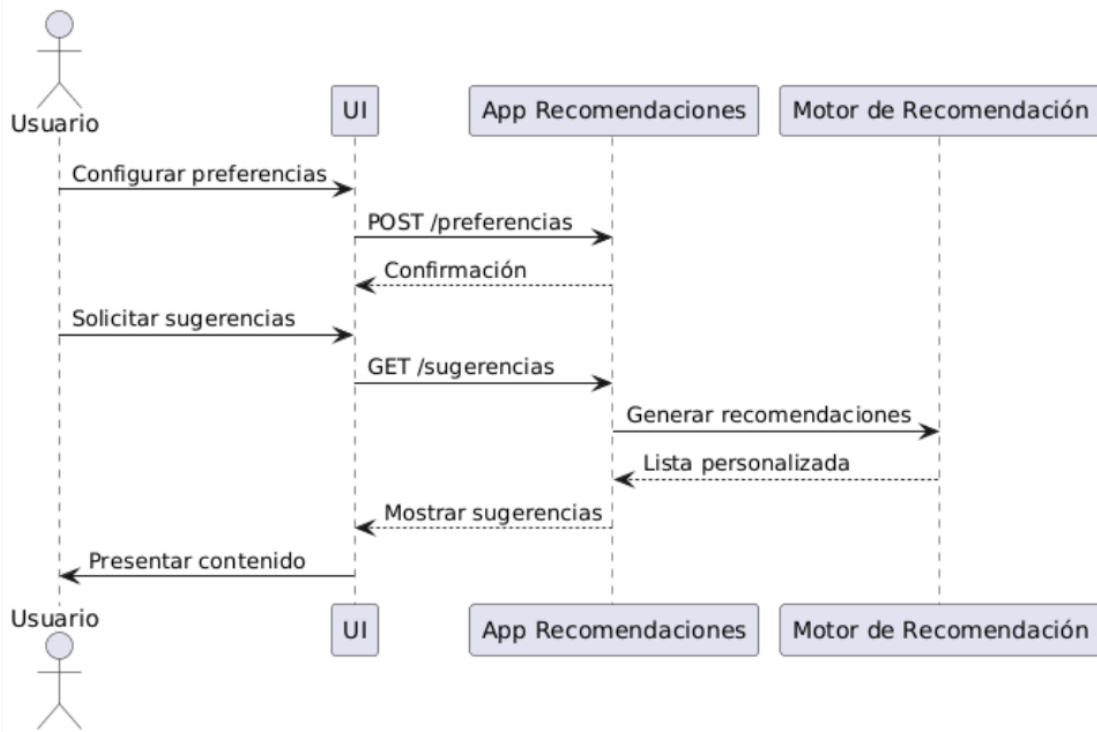 Usuario
UI
App Recomendaciones
Motor de Recomendación
Configurar preferencias
POST /preferencias
Confirmación
Solicitar sugerencias
GET /sugerencias
Generar recomendaciones
Lista personalizada
Mostrar sugerencias
Presentar contenido
Usuario
UI
App Recomendaciones
Motor de Recomendación